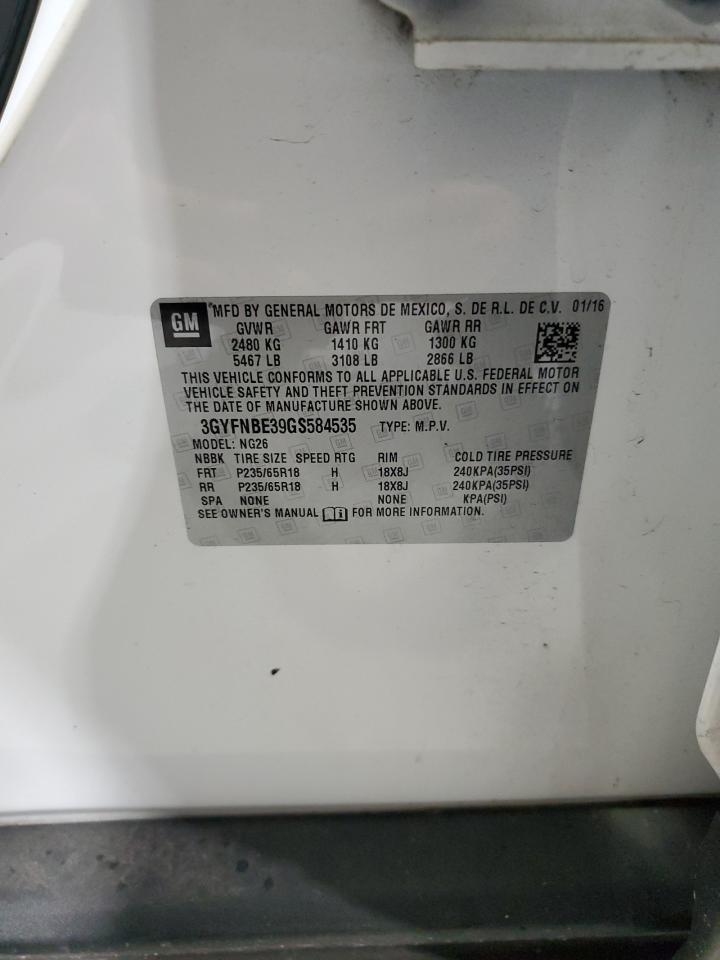 GM
MFD BY GENERAL MOTORS DE MEXICO, S. DE R.L. DE C.V. 01/16
GVWR GAWR FRT GAWR RR
2480 KG 1410 KG 1300 KG
5467 LB 3108 LB 2866 LB
THIS VEHICLE CONFORMS TO ALL APPLICABLE U.S. FEDERAL MOTOR
VEHICLE SAFETY AND THEFT PREVENTION STANDARDS IN EFFECT ON
THE DATE OF MANUFACTURE SHOWN ABOVE.
3GYFNBE39GS584535 TYPE: M.P.V.
MODEL: NG26
NBBK TIRE SIZE SPEED RTG RIM COLD TIRE PRESSURE
FRT P235/65R18 H 18X8J 240KPA(35PSI)
RR P235/65R18 H 18X8J 240KPA(35PSI)
SPA NONE NONE KPA(PSI)
SEE OWNER'S MANUAL FOR MORE INFORMATION.